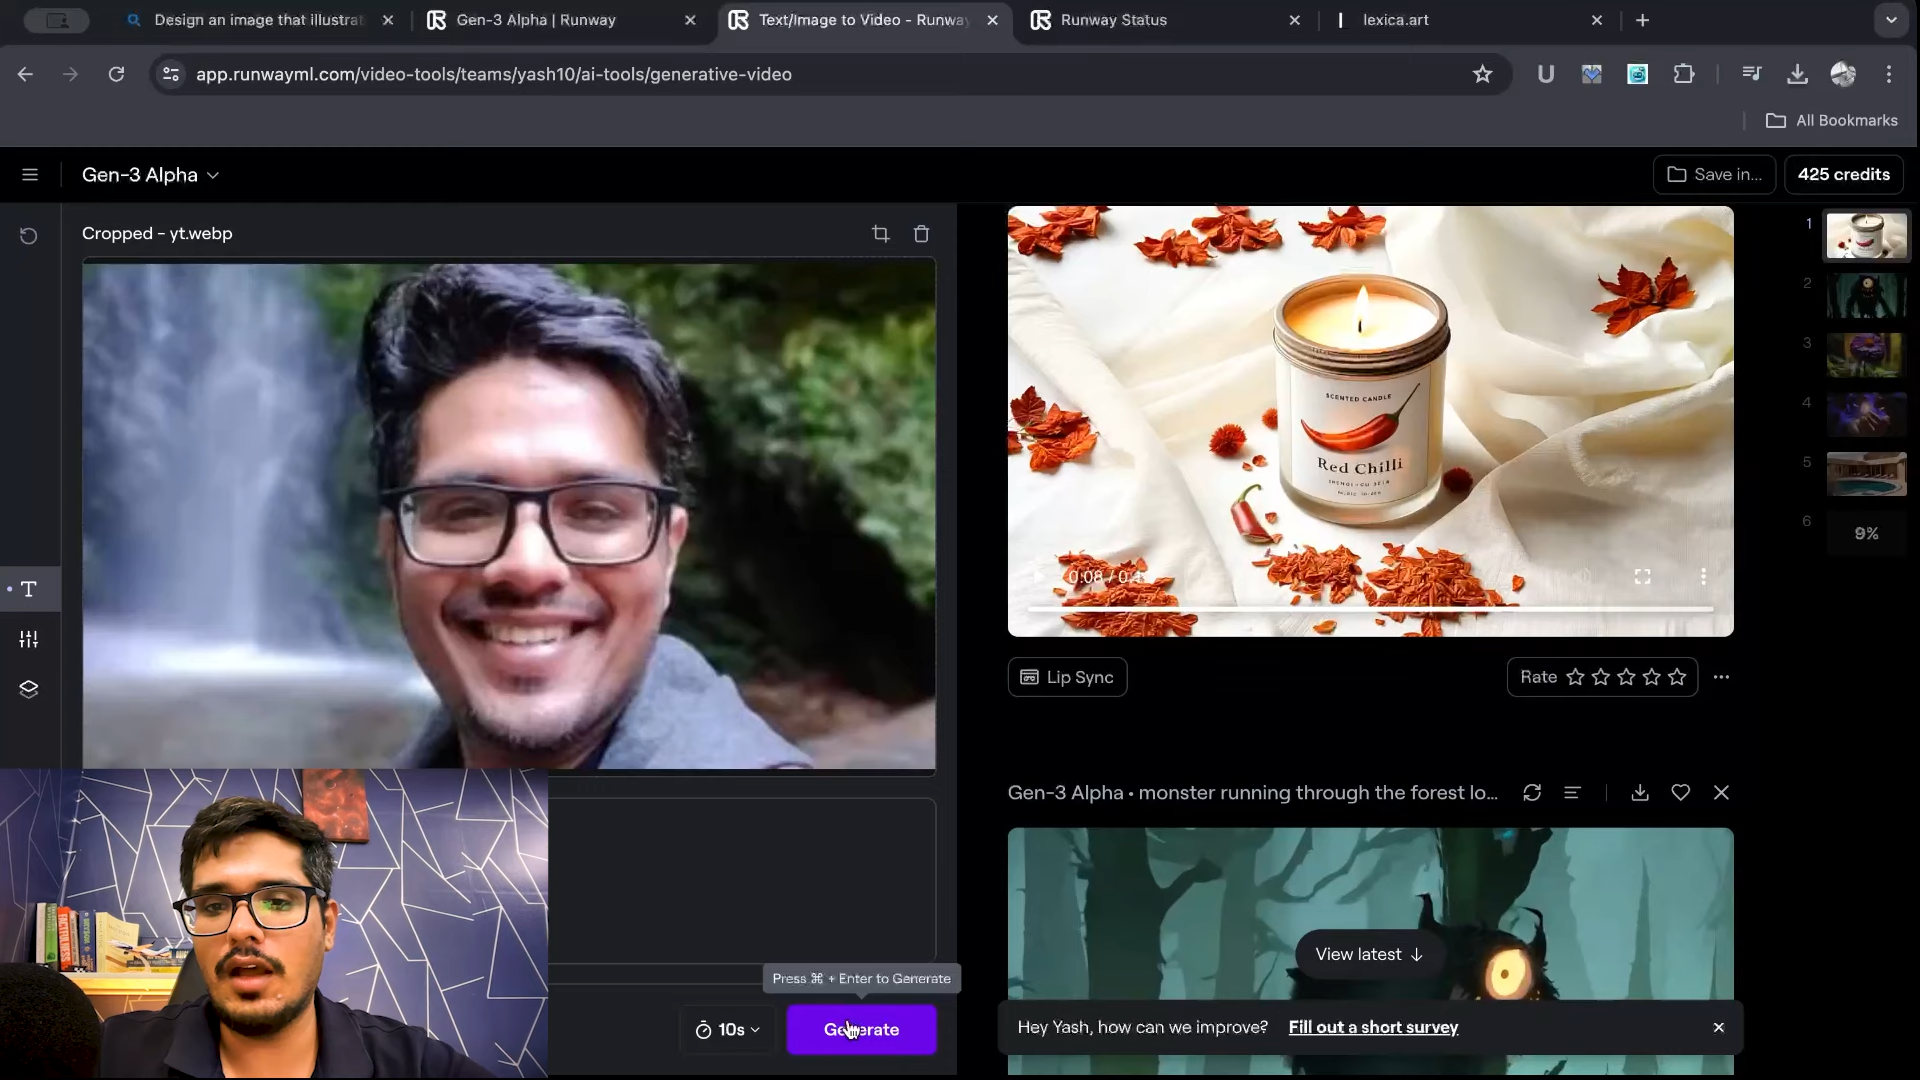 Design an image that illustrat
Gen-3 Alpha | Runway
Text/Image to Video - Runway
Runway Status
lexica.art
app.runwayml.com/video-tools/teams/yash10/ai-tools/generative-video
All Bookmarks
Gen-3 Alpha
Save in...
425 credits
Cropped - yt.webp
1
2
3
4
5
6
9%
SCENTED CANDLE
Red Chilli
0:08 / 0:
Lip Sync
Rate
Gen-3 Alpha • monster running through the forest lo...
View latest ↓
Press ⌘ + Enter to Generate
10s
Generate
Hey Yash, how can we improve?
Fill out a short survey
FACTFULNESS